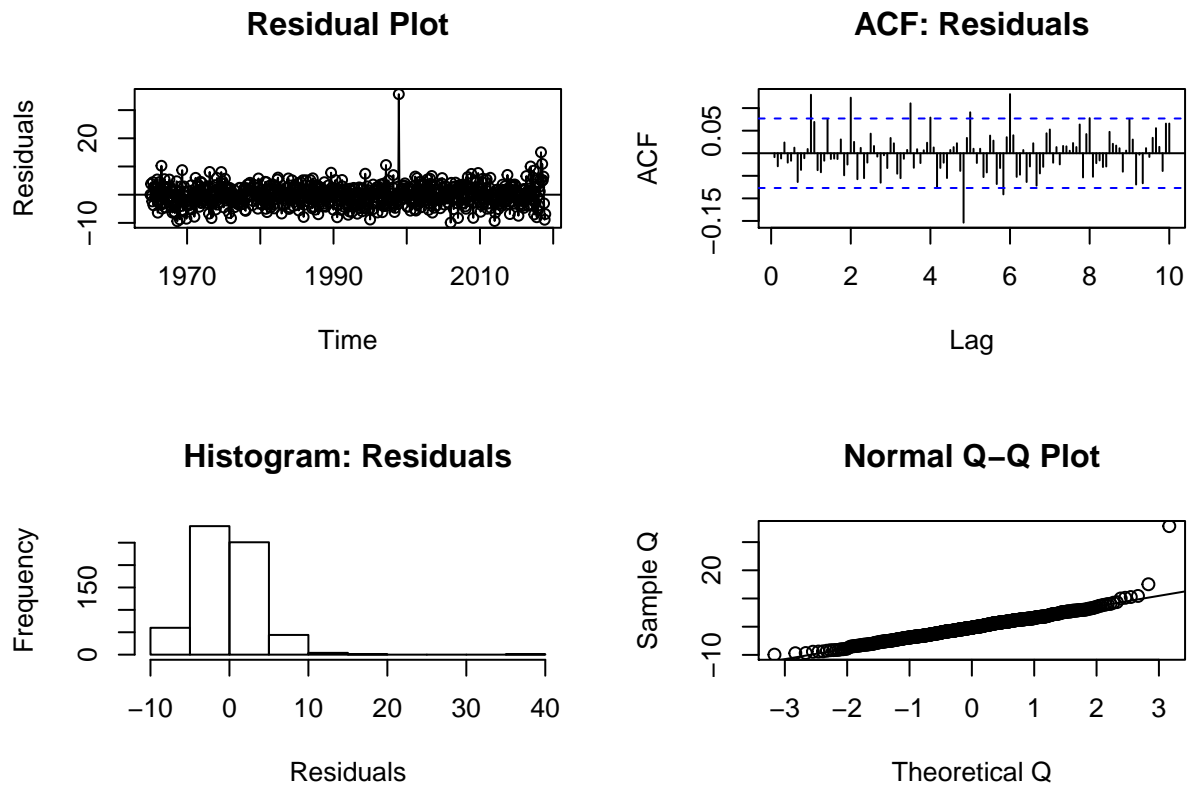 Residual Plot
Residuals
−10 20
1970 1990 2010
Time
ACF: Residuals
ACF
−0.15 0.05
0 2 4 6 8 10
Lag
Histogram: Residuals
Frequency
0 150
−10 0 10 20 30 40
Residuals
Normal Q−Q Plot
Sample Q
−10 20
−3 −2 −1 0 1 2 3
Theoretical Q